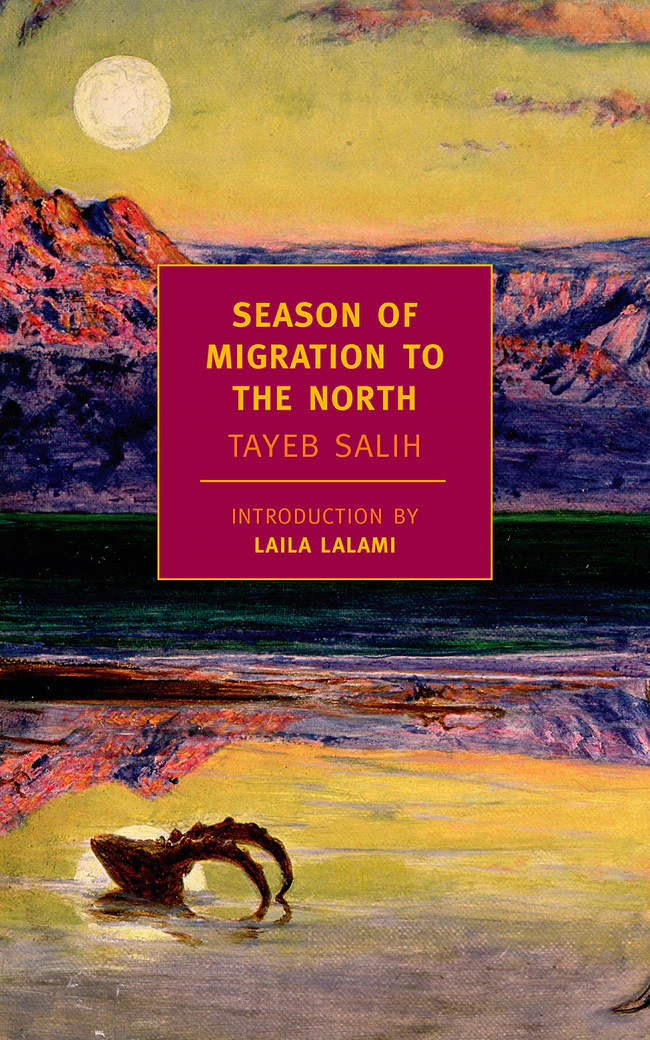 SEASON OF
MIGRATION TO
THE NORTH
TAYEB SALIH
INTRODUCTION BY
LAILA LALAMI